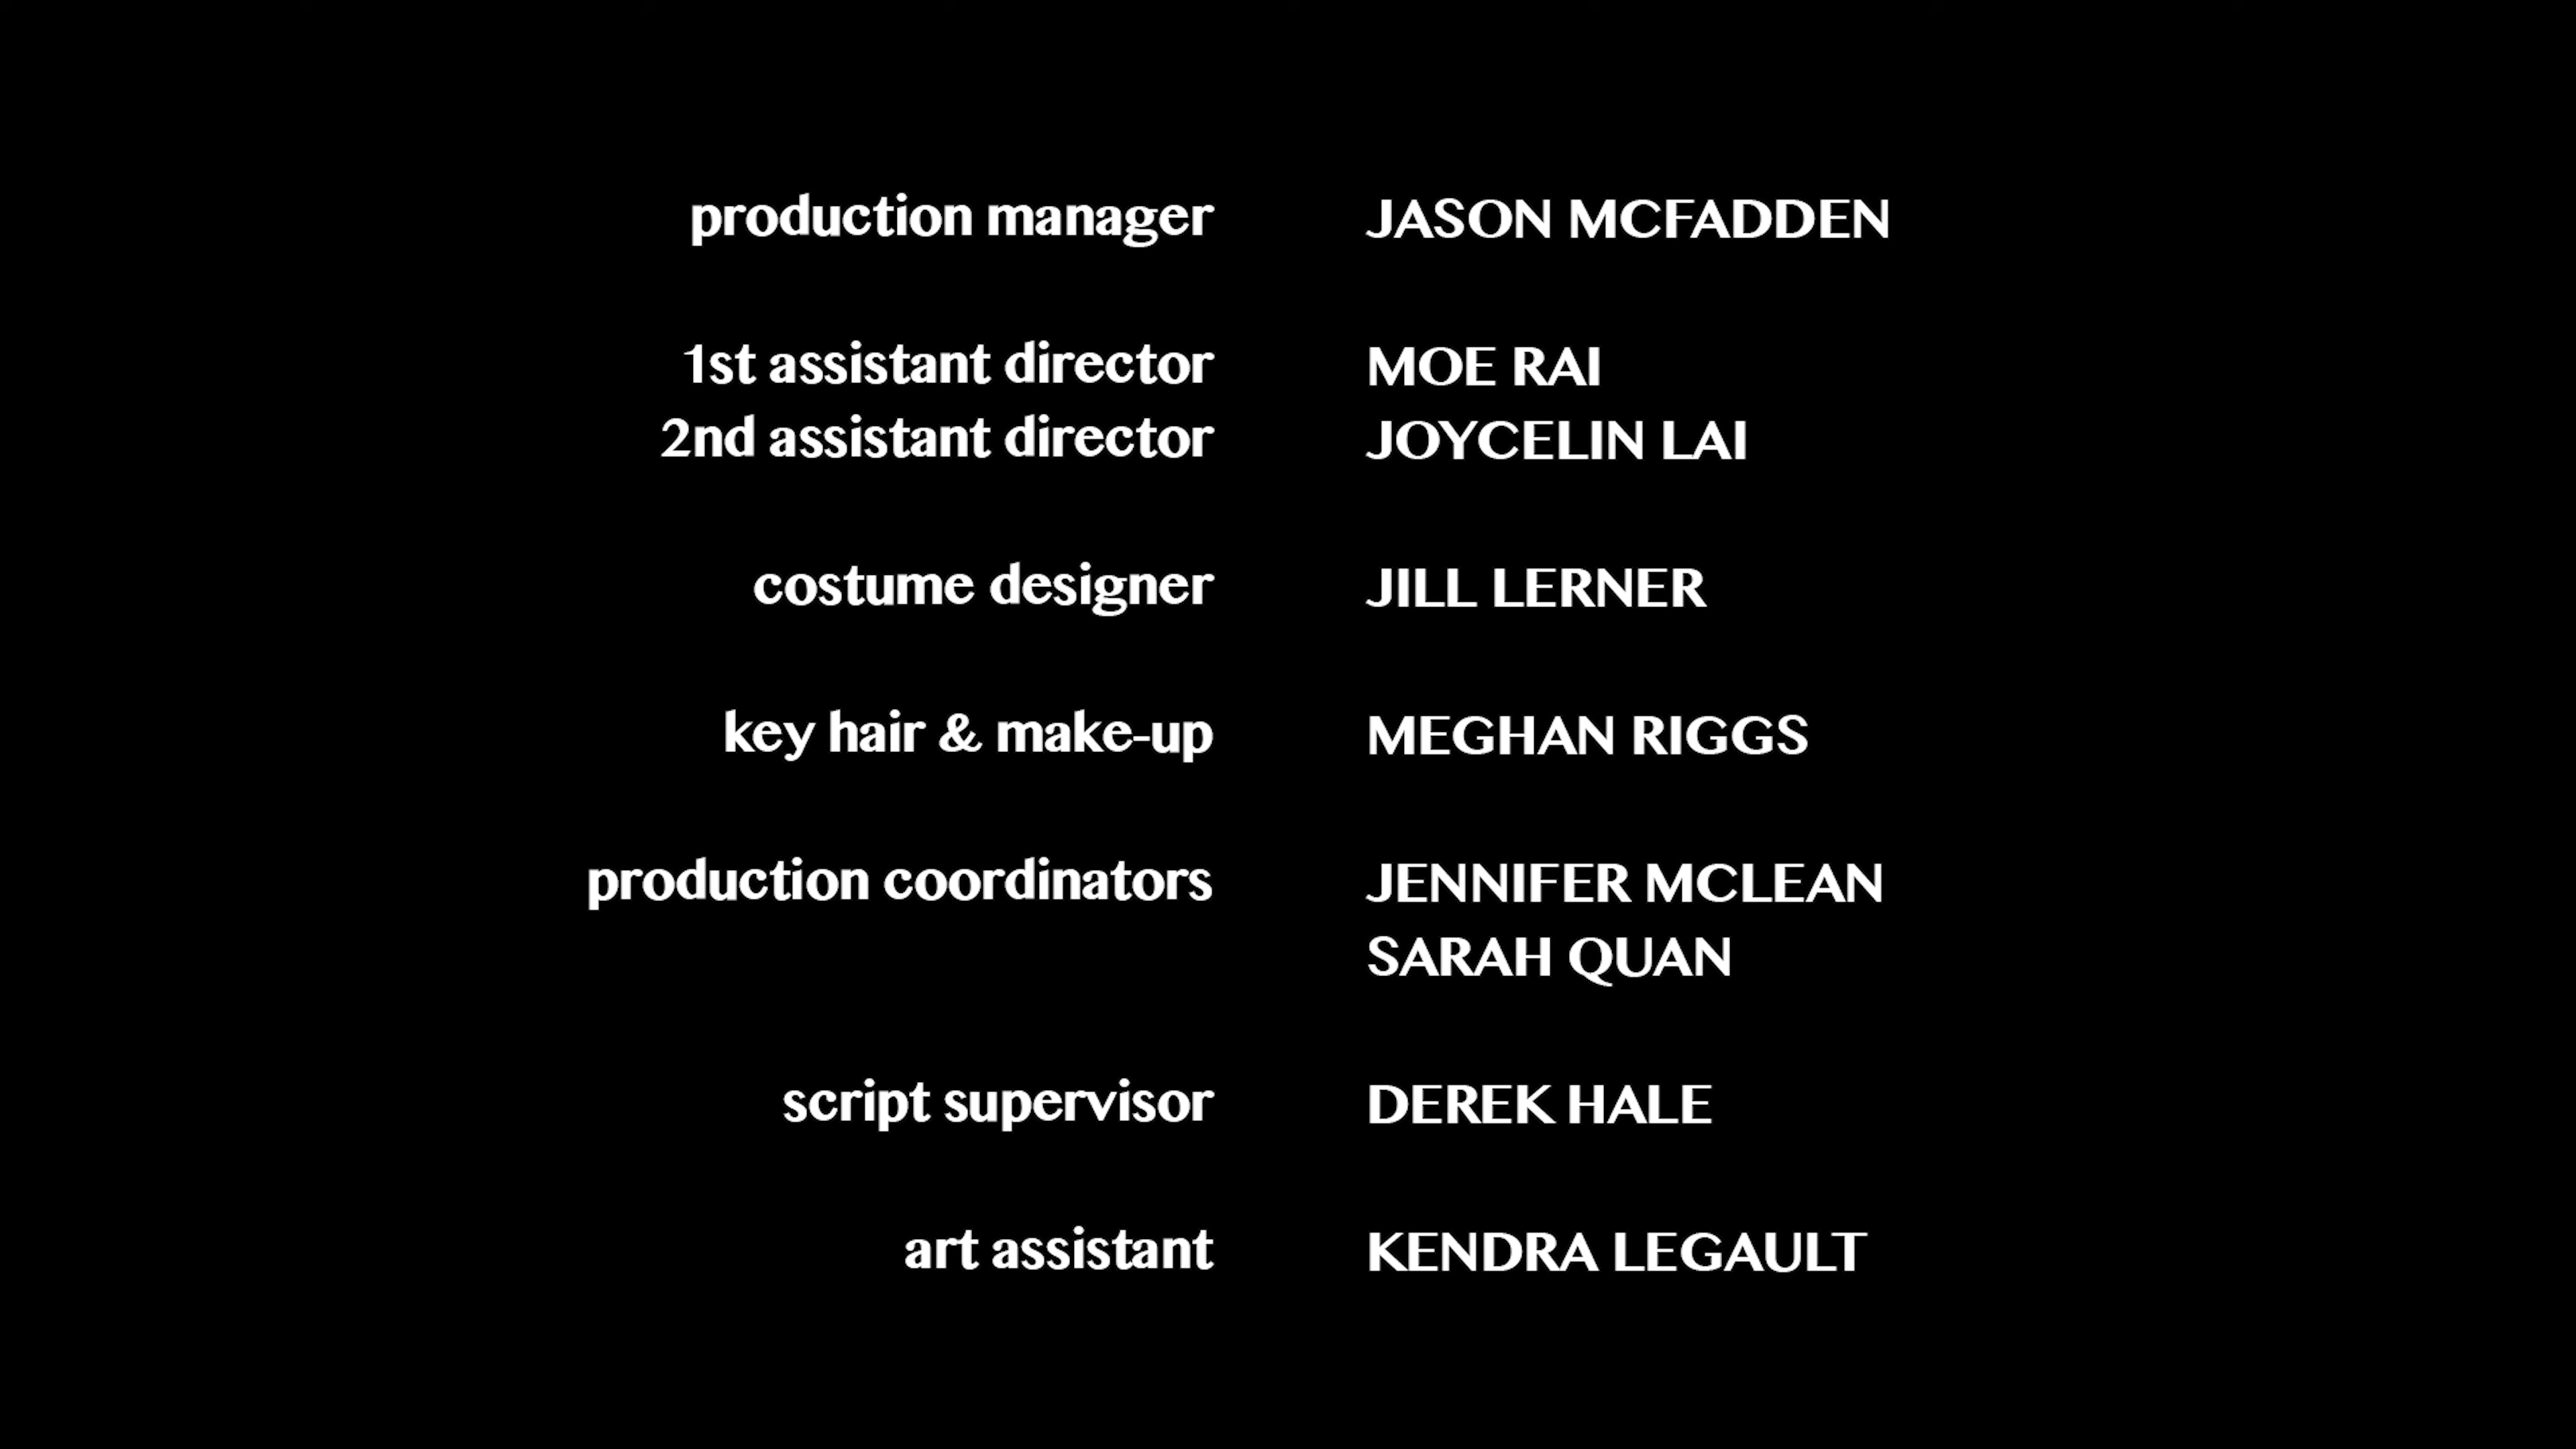 production manager JASON MCFADDEN
1st assistant director MOE RAI
2nd assistant director JOYCELIN LAI
costume designer JILL LERNER
key hair & make-up MEGHAN RIGGS
production coordinators JENNIFER MCLEAN
SARAH QUAN
script supervisor DEREK HALE
art assistant KENDRA LEGAULT